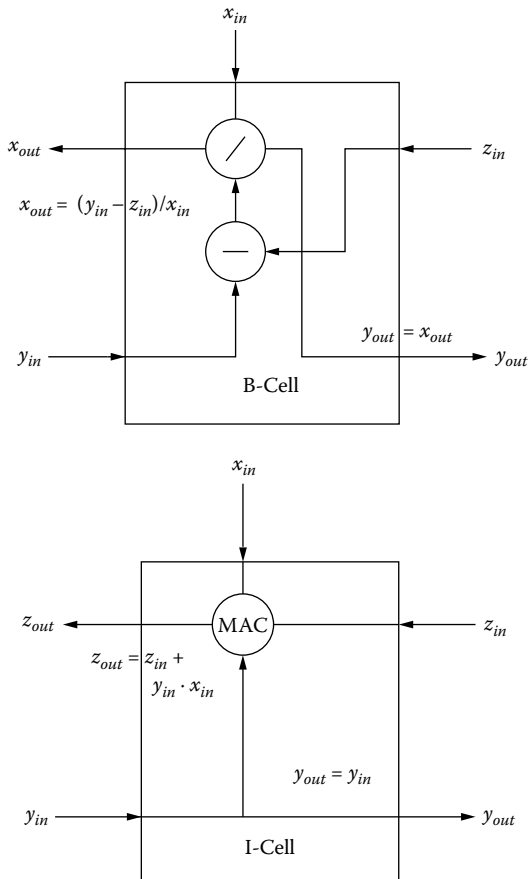 x_in
x_out
z_in
x_out = (y_in − z_in)/x_in
y_out = x_out
y_in
y_out
B-Cell
x_in
z_out
MAC
z_in
z_out = z_in +
y_in · x_in
y_out = y_in
y_in
y_out
I-Cell